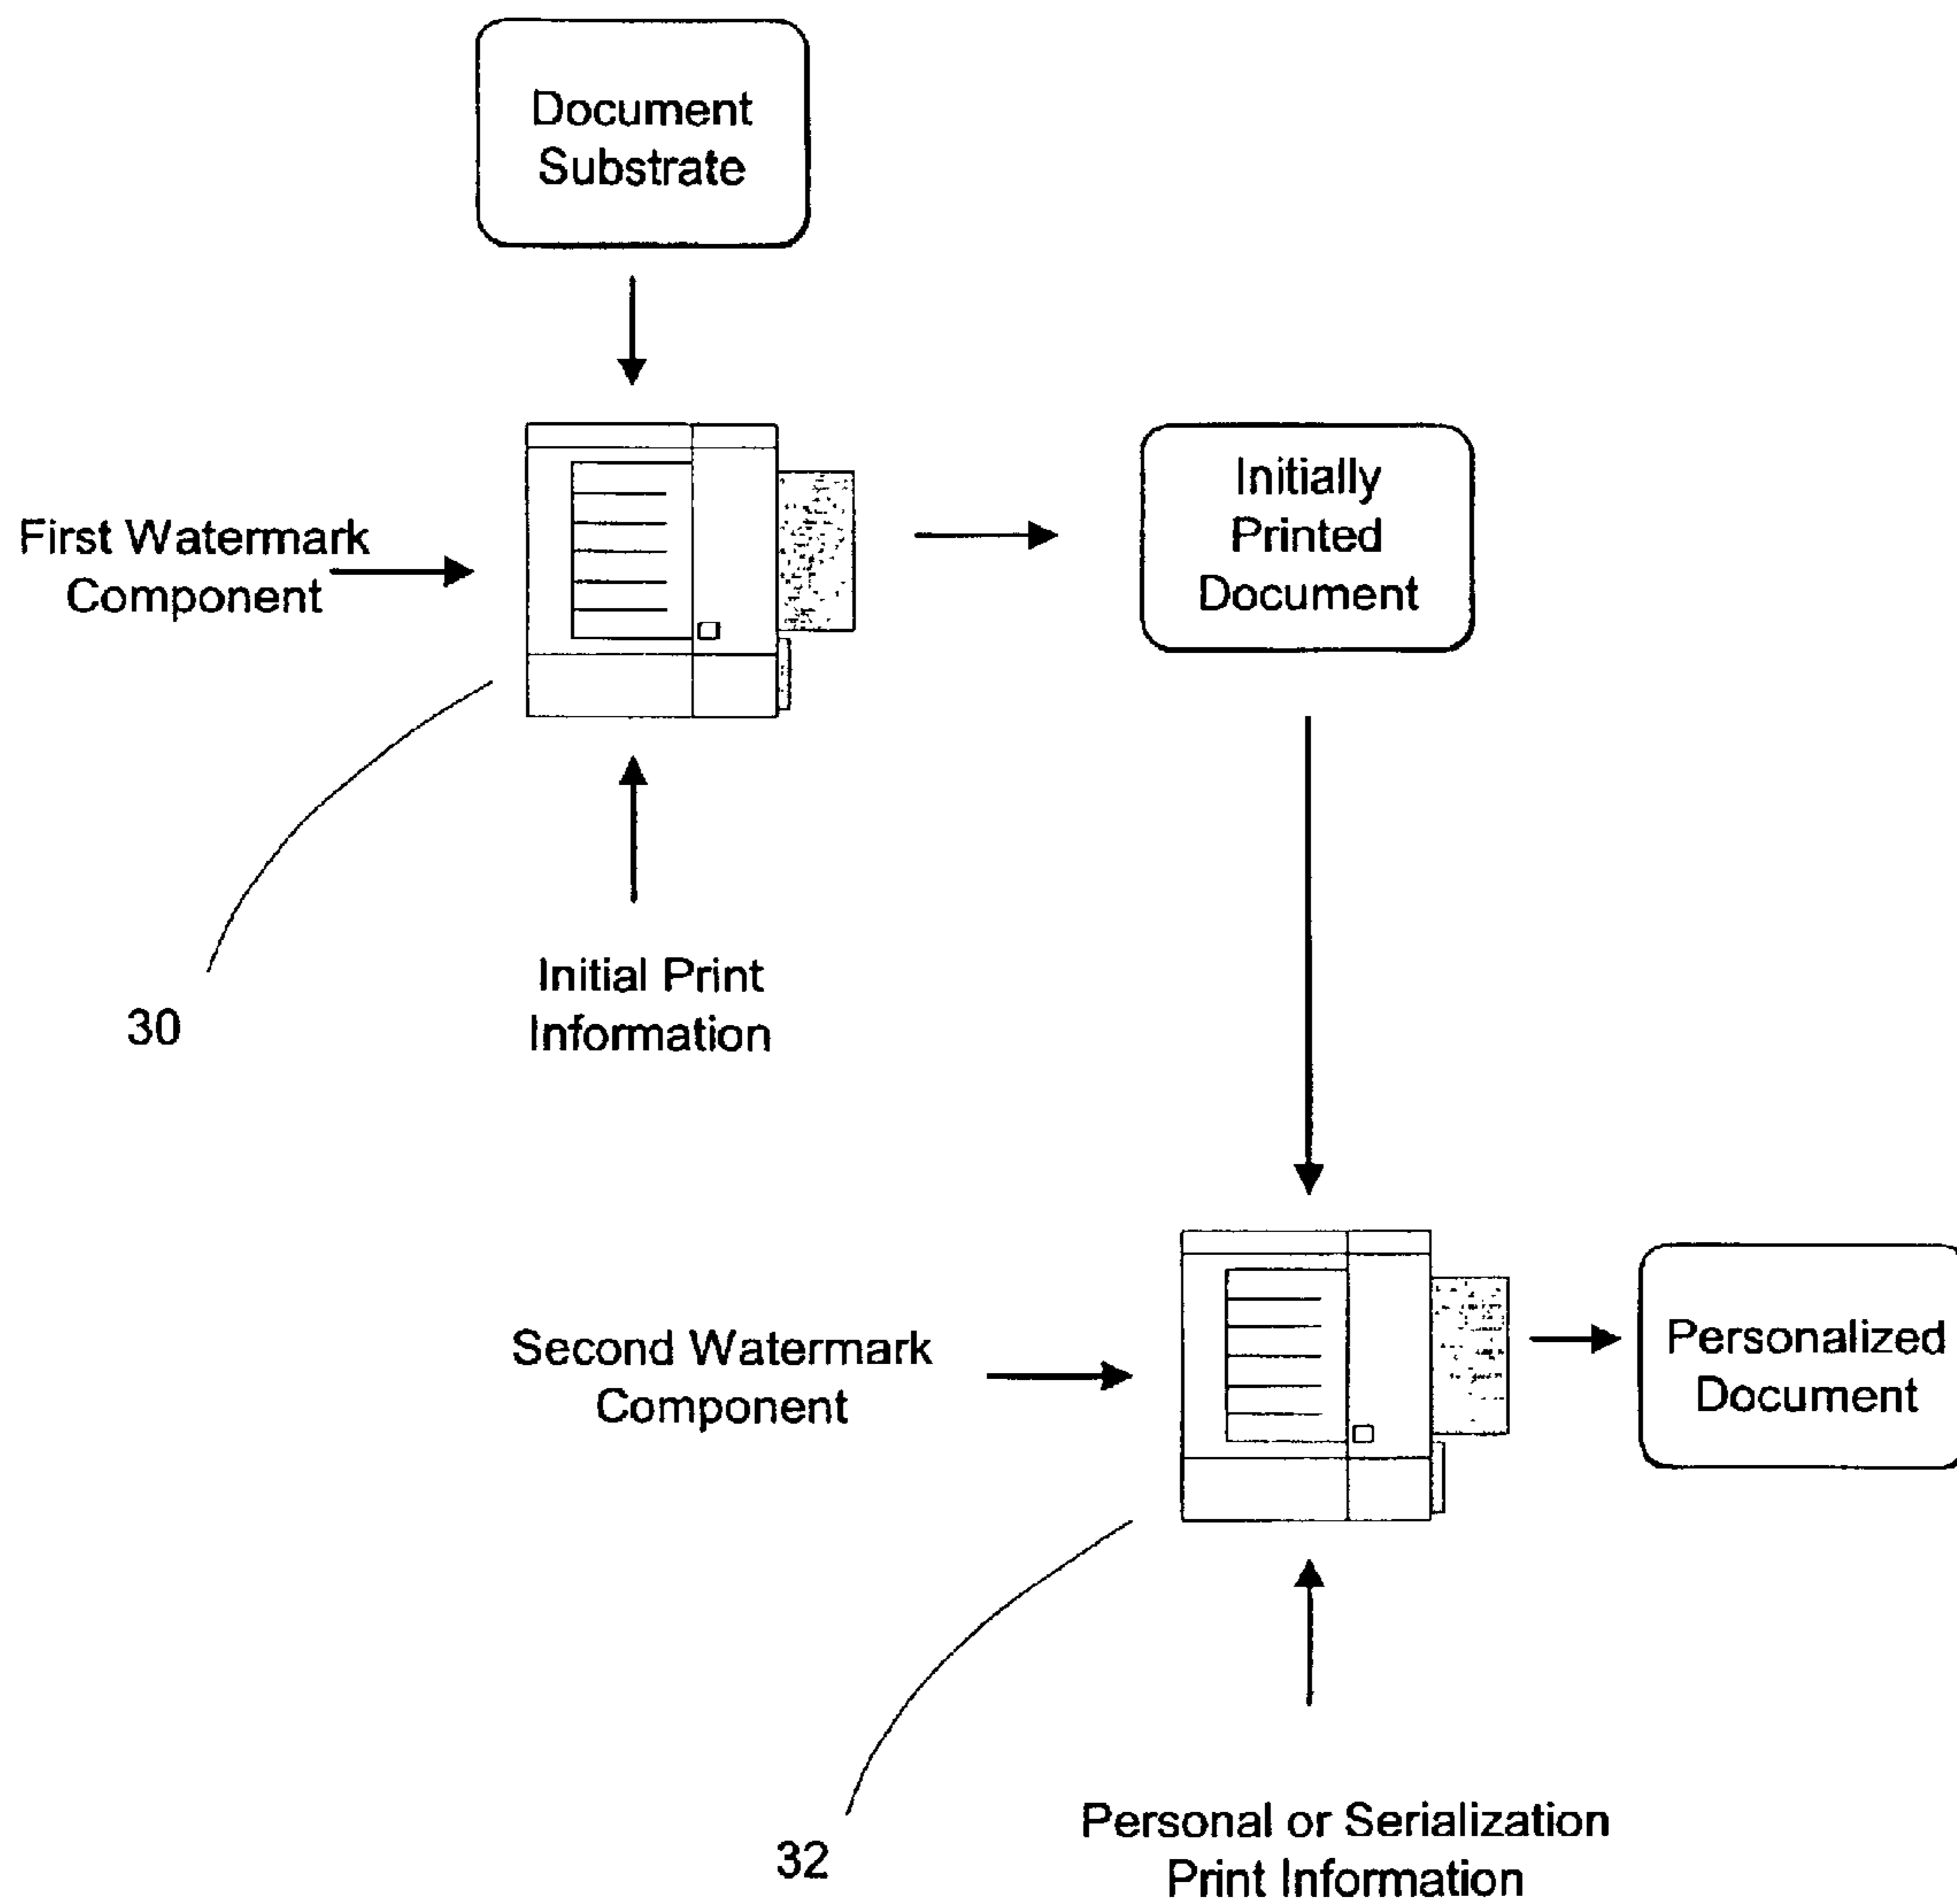 Document
Substrate
First Watermark
Component
Initially
Printed
Document
30
Initial Print
Information
Second Watermark
Component
Personalized
Document
32
Personal or Serialization
Print Information